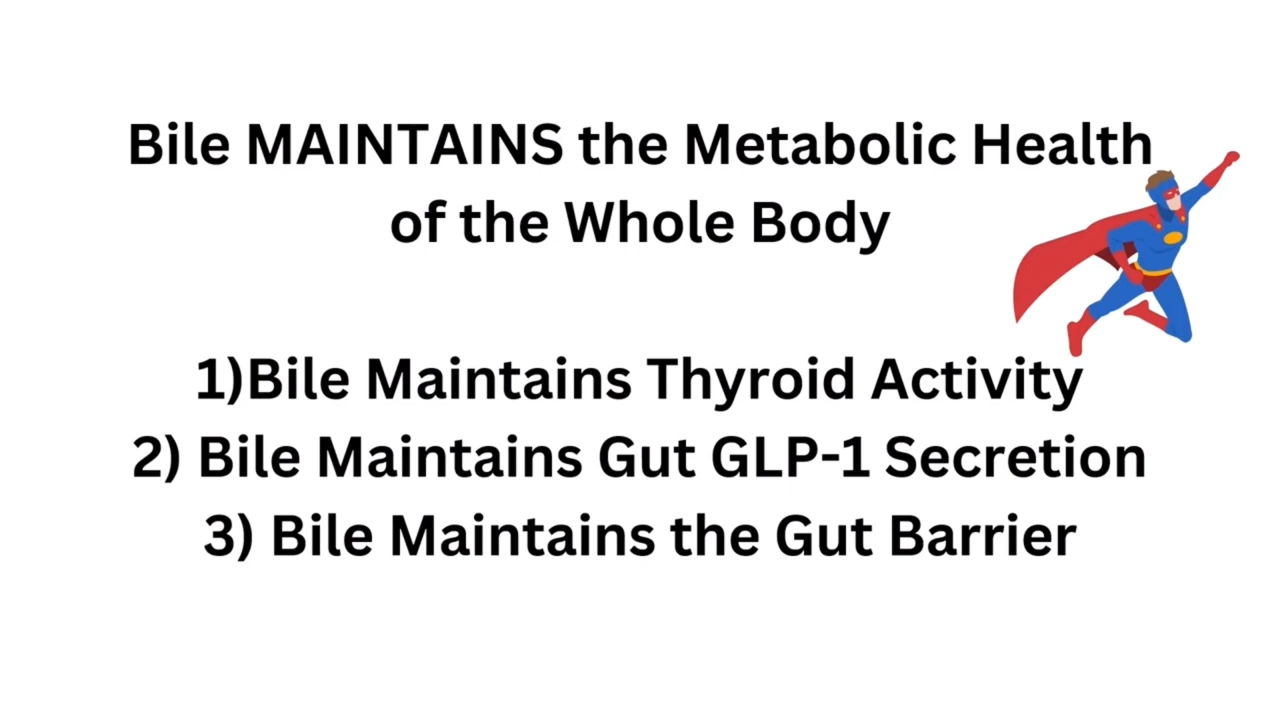 Bile MAINTAINS the Metabolic Health
of the Whole Body
1)Bile Maintains Thyroid Activity
2) Bile Maintains Gut GLP-1 Secretion
3) Bile Maintains the Gut Barrier